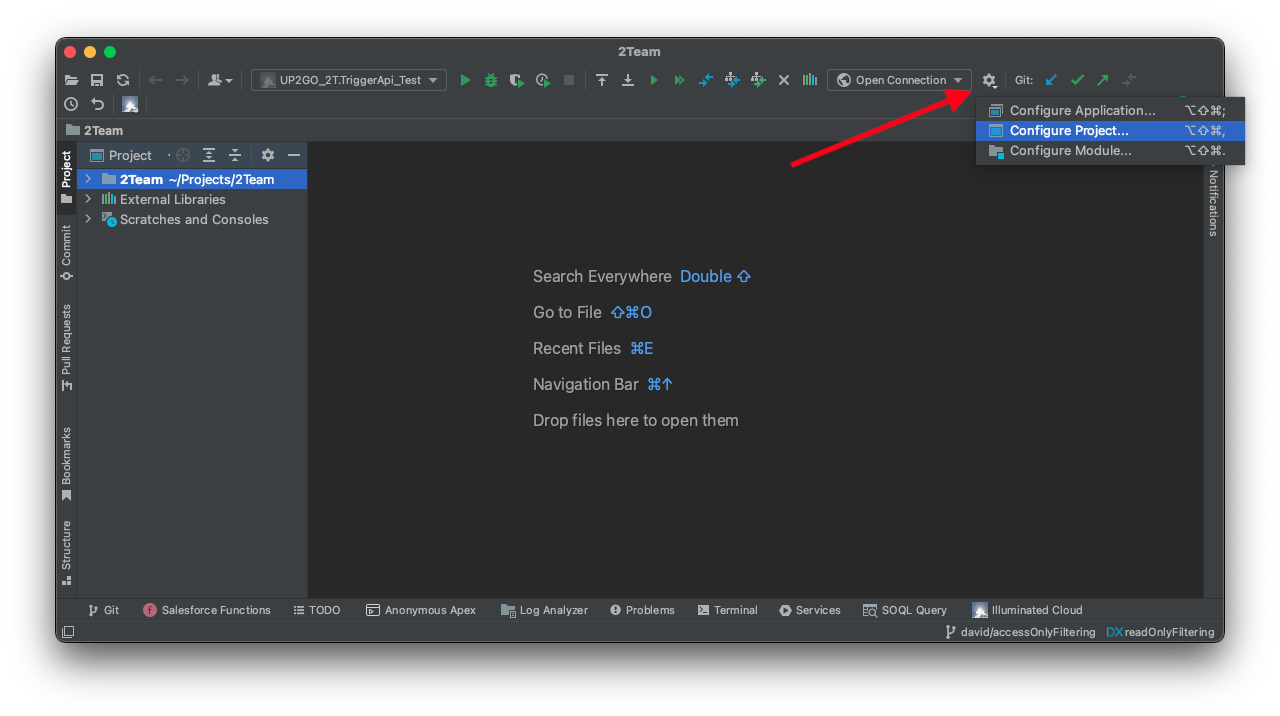 2Team
UP2GO_2T.TriggerApi_Test
Open Connection
Git:
Configure Application... ⌥⇧⌘;
Configure Project... ⌥⇧⌘,
Configure Module... ⌥⇧⌘.
2Team
Project
Project
2Team ~/Projects/2Team
External Libraries
Scratches and Consoles
Commit
Pull Requests
Bookmarks
Structure
Notifications
Search Everywhere Double ⇧
Go to File ⇧⌘O
Recent Files ⌘E
Navigation Bar ⌘↑
Drop files here to open them
Git
f Salesforce Functions
TODO
Anonymous Apex
Log Analyzer
Problems
Terminal
Services
SOQL Query
Illuminated Cloud
david/accessOnlyFiltering
DX readOnlyFiltering